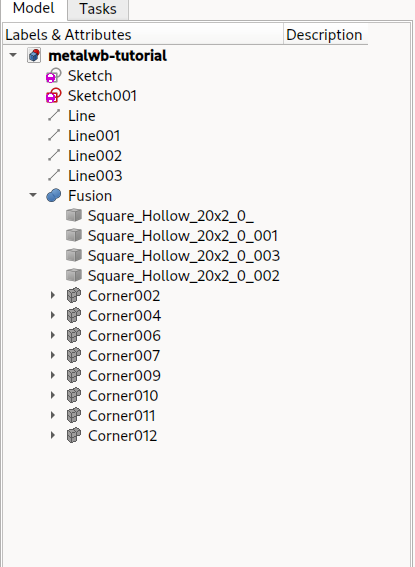 Model Tasks
Labels & Attributes Description
metalwb-tutorial
Sketch
Sketch001
Line
Line001
Line002
Line003
Fusion
Square_Hollow_20x2_0_
Square_Hollow_20x2_0_001
Square_Hollow_20x2_0_003
Square_Hollow_20x2_0_002
Corner002
Corner004
Corner006
Corner007
Corner009
Corner010
Corner011
Corner012